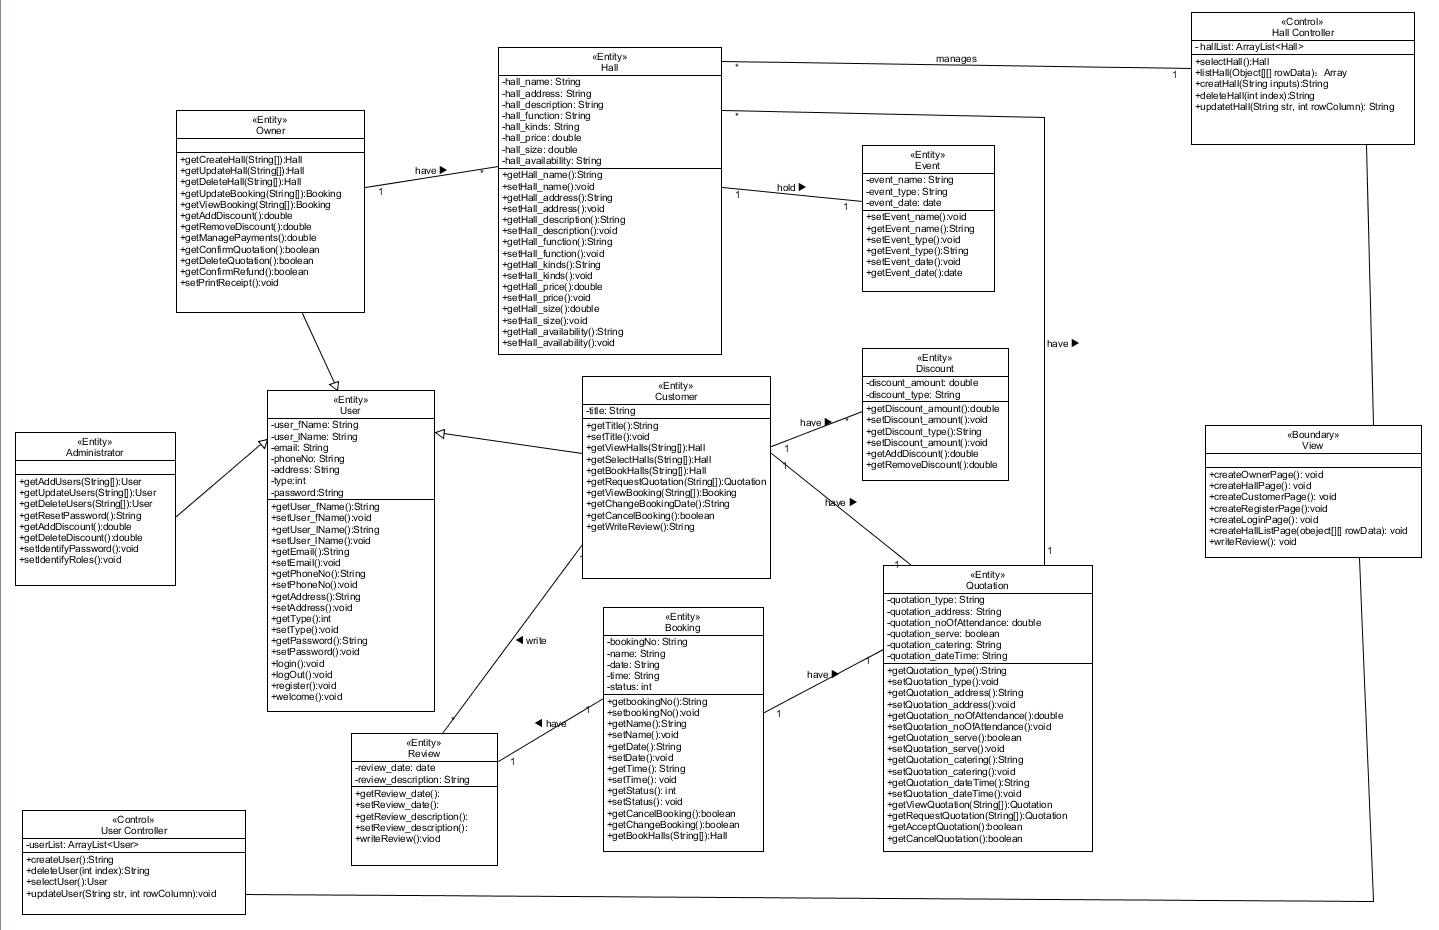 «Control»
Hall Controller
- hallList: ArrayList<Hall>
+selectHall():Hall
+listHall(Object[][] rowData)：Array
+creatHall(String inputs):String
+deleteHall(int index):String
+updatetHall(String str, int rowColumn): String
«Entity»
Hall
-hall_name: String
-hall_address: String
-hall_description: String
-hall_function: String
-hall_kinds: String
-hall_price: double
-hall_size: double
-hall_availability: String
+getHall_name():String
+setHall_name():void
+getHall_address():String
+setHall_address():void
+getHall_description():String
+setHall_description():void
+getHall_function():String
+setHall_function():void
+getHall_kinds():String
+setHall_kinds():void
+getHall_price():double
+setHall_price():void
+getHall_size():double
+setHall_size():void
+getHall_availability():String
+setHall_availability():void
* manages 1
*
«Entity»
Owner
+getCreateHall(String[]):Hall
+getUpdateHall(String[]):Hall
+getDeleteHall(String[]):Hall
+getUpdateBooking(String[]):Booking
+getViewBooking(String[]):Booking
+getAddDiscount():double
+getRemoveDiscount():double
+getManagePayments():double
+getConfirmQuotation():boolean
+getDeleteQuotation():boolean
+getConfirmRefund():boolean
+setPrintReceipt():void
1 have ▶ *
1 hold ▶ 1
«Entity»
Event
-event_name: String
-event_type: String
-event_date: date
+setEvent_name():void
+getEvent_name():String
+setEvent_type():void
+getEvent_type():String
+setEvent_date():void
+getEvent_date():date
have ▶
1
«Entity»
Discount
-discount_amount: double
-discount_type: String
+getDiscount_amount():double
+setDiscount_amount():void
+getDiscount_type():String
+setDiscount_amount():void
+getAddDiscount():double
+getRemoveDiscount():double
«Entity»
Customer
-title: String
+getTitle():String
+setTitle():void
+getViewHalls(String[]):Hall
+getSelectHalls(String[]):Hall
+getBookHalls(String[]):Hall
+getRequestQuotation(String[]):Quotation
+getViewBooking(String[]):Booking
+getChangeBookingDate():String
+getCancelBooking():boolean
+getWriteReview():String
1 have ▶ *
1 have ▶ 1
«Entity»
User
-user_fName: String
-user_lName: String
-email: String
-phoneNo: String
-address: String
-type:int
-password:String
+getUser_fName():String
+setUser_fName():void
+getUser_lName():String
+setUser_lName():void
+getEmail():String
+setEmail():void
+getPhoneNo():String
+setPhoneNo():void
+getAddress():String
+setAddress():void
+getType():int
+setType():void
+getPassword():String
+setPassword():void
+login():void
+logOut():void
+register():void
+welcome():void
«Entity»
Administrator
+getAddUsers(String[]):User
+getUpdateUsers(String[]):User
+getDeleteUsers(String[]):User
+getResetPassword():String
+getAddDiscount():double
+getDeleteDiscount():double
+setIdentifyPassword():void
+setIdentifyRoles():void
«Boundary»
View
+createOwnerPage(): void
+createHallPage(): void
+createCustomerPage(): void
+createRegisterPage():void
+createLoginPage(): void
+createHallListPage(obeject[][] rowData): void
+writeReview(): void
«Entity»
Quotation
-quotation_type: String
-quotation_address: String
-quotation_noOfAttendance: double
-quotation_serve: boolean
-quotation_catering: String
-quotation_dateTime: String
+getQuotation_type():String
+setQuotation_type():void
+getQuotation_address():String
+setQuotation_address():void
+getQuotation_noOfAttendance():double
+setQuotation_noOfAttendance():void
+getQuotation_serve():boolean
+setQuotation_serve():void
+getQuotation_catering():String
+setQuotation_catering():void
+getQuotation_dateTime():String
+setQuotation_dateTime():void
+getViewQuotation(String[]):Quotation
+getRequestQuotation(String[]):Quotation
+getAcceptQuotation():boolean
+getCancelQuotation():boolean
«Entity»
Booking
-bookingNo: String
-name: String
-date: String
-time: String
-status: int
+getbookingNo():String
+setbookingNo():void
+getName():String
+setName():void
+getDate():String
+setDate():void
+getTime(): String
+setTime(): void
+getStatus(): int
+setStatus(): void
+getCancelBooking():boolean
+getChangeBooking():boolean
+getBookHalls(String[]):Hall
1 have ▶ 1
1
◀ write
*
1
◀ have
1
«Entity»
Review
-review_date: date
-review_description: String
+getReview_date():
+setReview_date():
+getReview_description():
+setReview_description():
+writeReview():viod
«Control»
User Controller
-userList: ArrayList<User>
+createUser():String
+deleteUser(int index):String
+selectUser():User
+updateUser(String str, int rowColumn):void